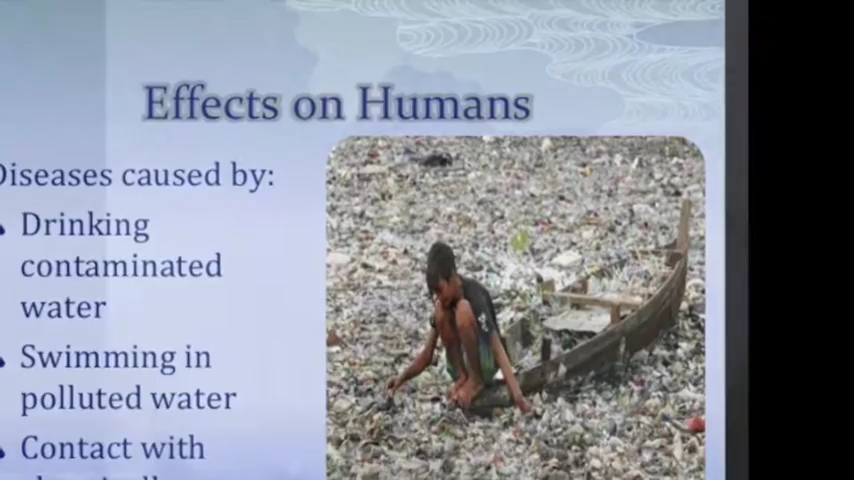 Effects on Humans
Diseases caused by:
Drinking
contaminated
water
Swimming in
polluted water
Contact with